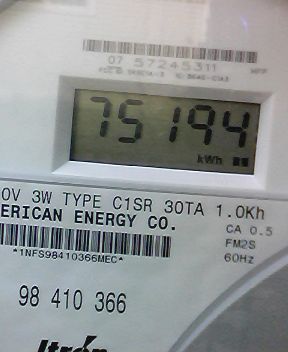 07 57245311
75194
kWh
0V 3W TYPE C1SR 30TA 1.0Kh
ERICAN ENERGY CO.
CA 0.5
FM2S
60Hz
*1NFS98410366MEC*
98 410 366
Itrón